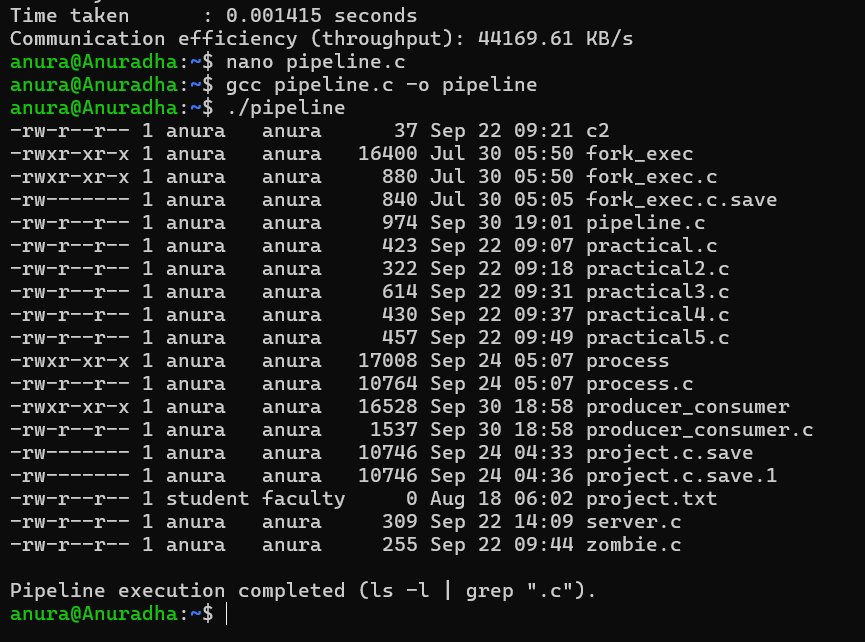 Time taken      : 0.001415 seconds
Communication efficiency (throughput): 44169.61 KB/s
anura@Anuradha:~$ nano pipeline.c
anura@Anuradha:~$ gcc pipeline.c -o pipeline
anura@Anuradha:~$ ./pipeline
-rw-r--r-- 1 anura   anura      37 Sep 22 09:21 c2
-rwxr-xr-x 1 anura   anura   16400 Jul 30 05:50 fork_exec
-rwxr-xr-x 1 anura   anura     880 Jul 30 05:50 fork_exec.c
-rw------- 1 anura   anura     840 Jul 30 05:05 fork_exec.c.save
-rw-r--r-- 1 anura   anura     974 Sep 30 19:01 pipeline.c
-rw-r--r-- 1 anura   anura     423 Sep 22 09:07 practical.c
-rw-r--r-- 1 anura   anura     322 Sep 22 09:18 practical2.c
-rw-r--r-- 1 anura   anura     614 Sep 22 09:31 practical3.c
-rw-r--r-- 1 anura   anura     430 Sep 22 09:37 practical4.c
-rw-r--r-- 1 anura   anura     457 Sep 22 09:49 practical5.c
-rwxr-xr-x 1 anura   anura   17008 Sep 24 05:07 process
-rw-r--r-- 1 anura   anura   10764 Sep 24 05:07 process.c
-rwxr-xr-x 1 anura   anura   16528 Sep 30 18:58 producer_consumer
-rw-r--r-- 1 anura   anura    1537 Sep 30 18:58 producer_consumer.c
-rw------- 1 anura   anura   10746 Sep 24 04:33 project.c.save
-rw------- 1 anura   anura   10746 Sep 24 04:36 project.c.save.1
-rw-r--r-- 1 student faculty     0 Aug 18 06:02 project.txt
-rw-r--r-- 1 anura   anura     309 Sep 22 14:09 server.c
-rw-r--r-- 1 anura   anura     255 Sep 22 09:44 zombie.c

Pipeline execution completed (ls -l | grep ".c").
anura@Anuradha:~$